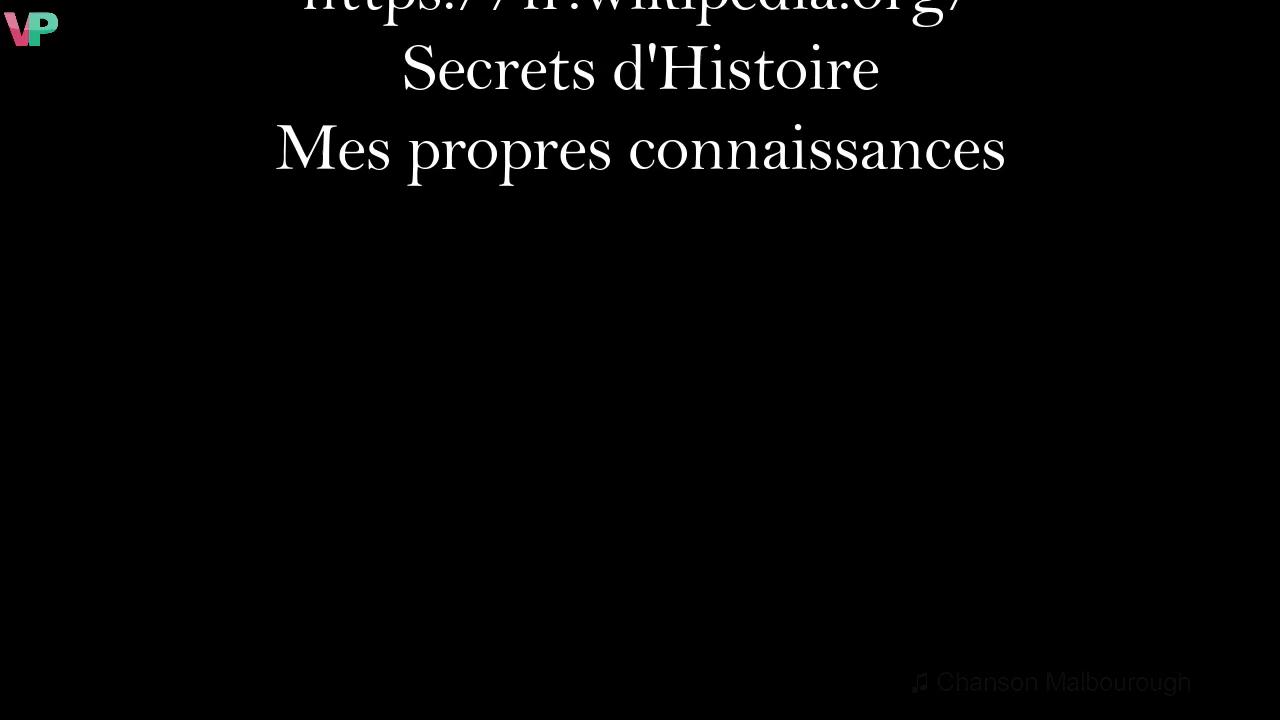 VP
https://fr.wikipedia.org/
Secrets d'Histoire
Mes propres connaissances
♫ Chanson Malbourough